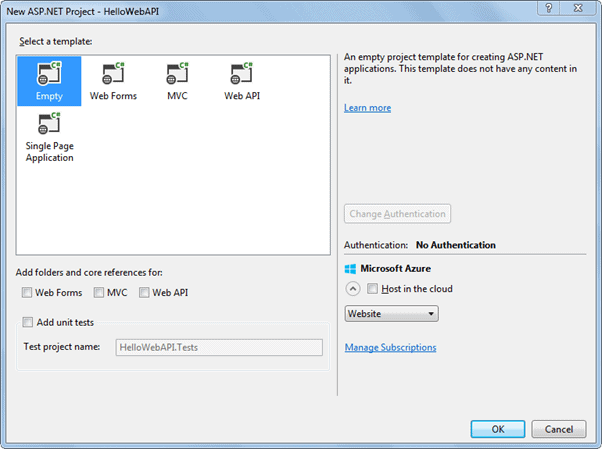 New ASP.NET Project - HelloWebAPI
Select a template:
Empty
Web Forms
MVC
Web API
Single Page
Application
An empty project template for creating ASP.NET
applications. This template does not have any content in
it.
Learn more
Change Authentication
Authentication: No Authentication
Microsoft Azure
Host in the cloud
Website
Manage Subscriptions
Add folders and core references for:
Web Forms
MVC
Web API
Add unit tests
Test project name:
HelloWebAPI.Tests
OK
Cancel